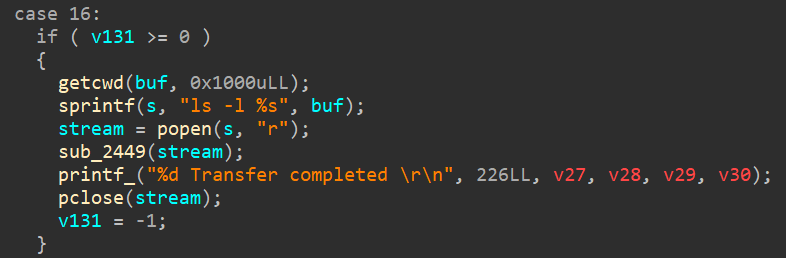 case 16:
if ( v131 >= 0 )
{
getcwd(buf, 0x1000uLL);
sprintf(s, "ls -l %s", buf);
stream = popen(s, "r");
sub_2449(stream);
printf_("%d Transfer completed \r\n", 226LL, v27, v28, v29, v30);
pclose(stream);
v131 = -1;
}